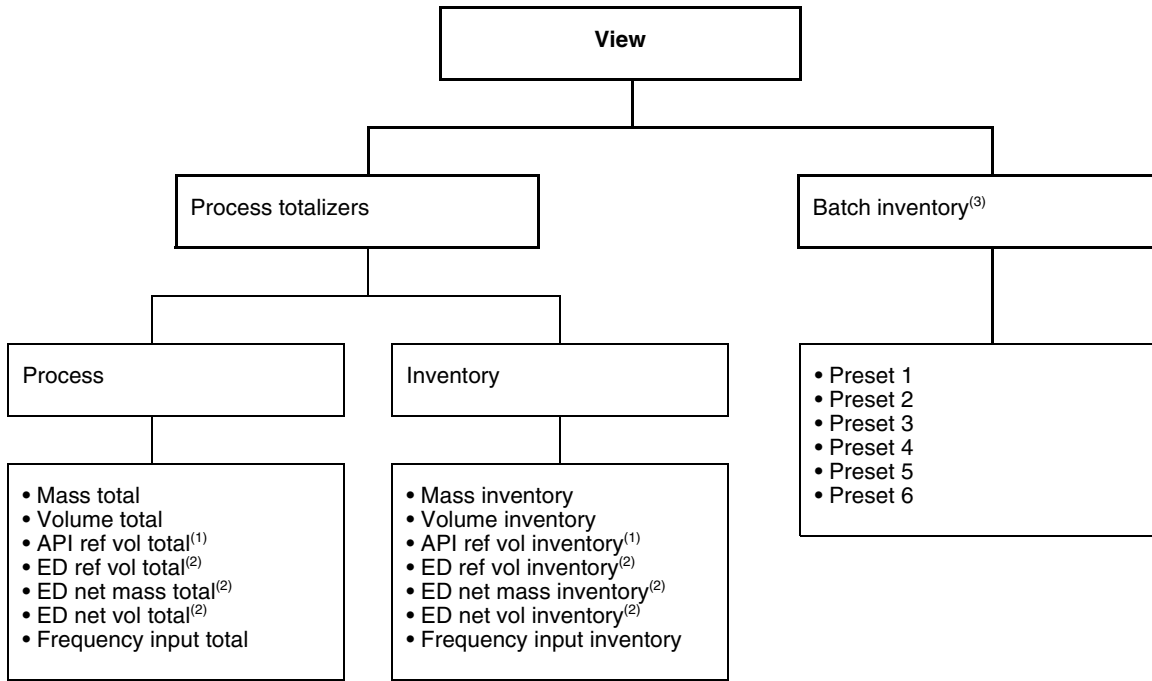 View
Process totalizers
Batch inventory(3)
Process
Inventory
• Mass total
• Volume total
• API ref vol total(1)
• ED ref vol total(2)
• ED net mass total(2)
• ED net vol total(2)
• Frequency input total
• Mass inventory
• Volume inventory
• API ref vol inventory(1)
• ED ref vol inventory(2)
• ED net mass inventory(2)
• ED net vol inventory(2)
• Frequency input inventory
• Preset 1
• Preset 2
• Preset 3
• Preset 4
• Preset 5
• Preset 6